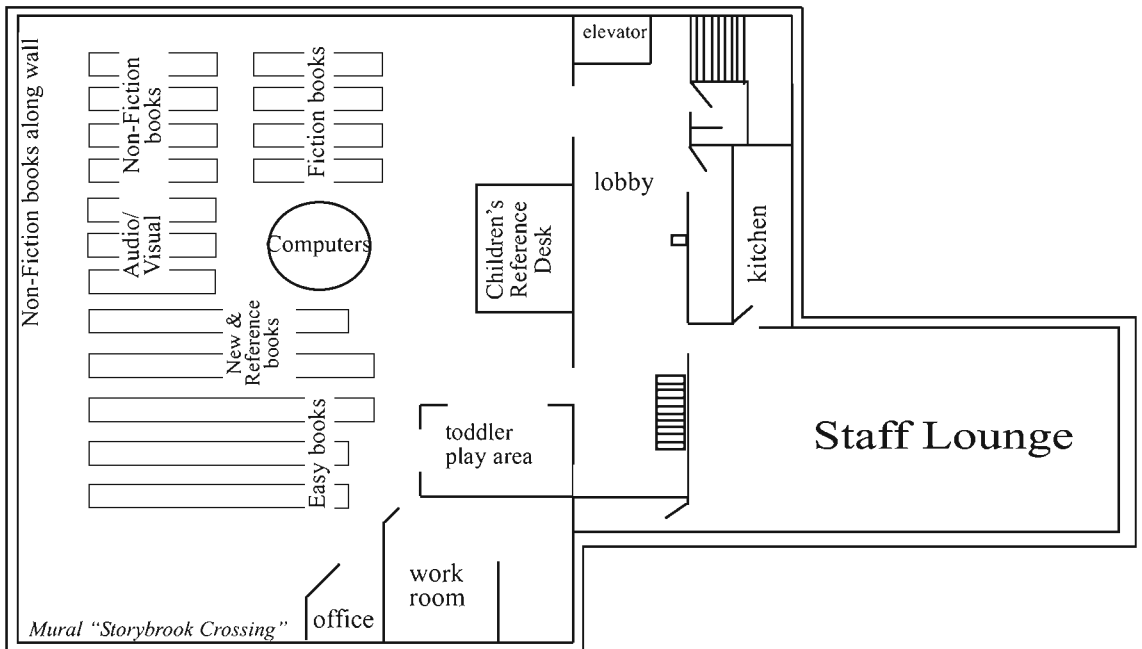 elevator
Non-Fiction books along wall
Non-Fiction
books
Fiction books
lobby
Audio/
Visual
Computers
Children's
Reference
Desk
kitchen
New &
Reference
books
Easy books
toddler
play area
Staff Lounge
work
room
office
Mural “Storybrook Crossing”